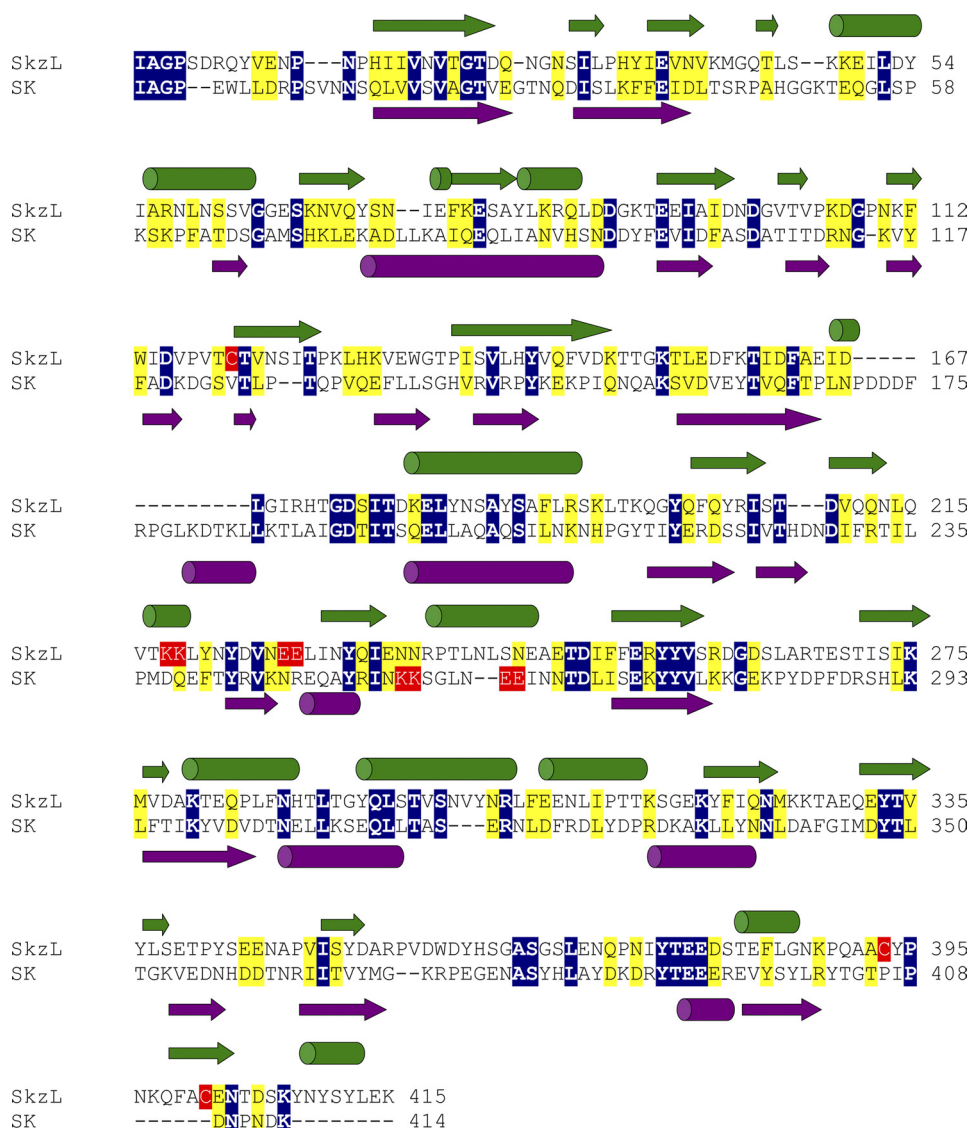 SkzL IAGPSDRQYVENP---NPHIIVNVTGTDQ-NGNSILPHYIEVNVKMGQTLS--KKEILDY 54
SK IAGP--EWLLDRPSVNNSQLVVSVAGTVEGTNQDISLKFFEIDLTSRPAHGGKTEQGLSP 58
SkzL IARNLNSSVGGESKNVQYSN--IEFKESAYLKRQLDDGKTEEIAIDNDGVTVPKDGPNKF 112
SK KSKPFATDSGAMSHKLEKADLLKAIQEQLIANVHSNDDYFEVIDFASDATITDRNG-KVY 117
SkzL WIDVPVTCTVNSITPKLHKVEWGTPISVLHYVQFVDKTTGKTLEDFKTIDFAEID----- 167
SK FADKDGSVTLP--TQPVQEFLLSGHVRVRPYKEKPIQNQAKSVDVEYTVQFTPLNPDDDF 175
SkzL ---------LGIRHTGDSITDKELYNSAYSAFLRSKLTKQGYQFQYRIST---DVQQNLQ 215
SK RPGLKDTKLLKTLAIGDTITSQELLAQAQSILNKNHPGYTIYERDSSIVTHDNDIFRTIL 235
SkzL VTKKLYNYDVNEELINYQIENNRPTLNLSNEAETDIFFERYYVSRDGDSLARTESTISIK 275
SK PMDQEFTYRVKNREQAYRINKKSGLN--EEINNTDLISEKYYVLKKGEKPYDPFDRSHLK 293
SkzL MVDAKTEQPLFNHTLTGYQLSTVSNVYNRLFEENLIPTTKSGEKYFIQNMKKTAEQEYTV 335
SK LFTIKYVDVDTNELLKSEQLLTAS---ERNLDFRDLYDPRDKAKLLYNNLDAFGIMDYTL 350
SkzL YLSETPYSEENAPVISYDARPVDWDYHSGASGSLENQPNIYTEEDSTEFLGNKPQAACYP 395
SK TGKVEDNHDDTNRIITVYMG--KRPEGENASYHLAYDKDRYTEEEREVYSYLRYTGTPIP 408
SkzL NKQFACENTDSKYNYSYLEK 415
SK ------DNPNDK-------- 414